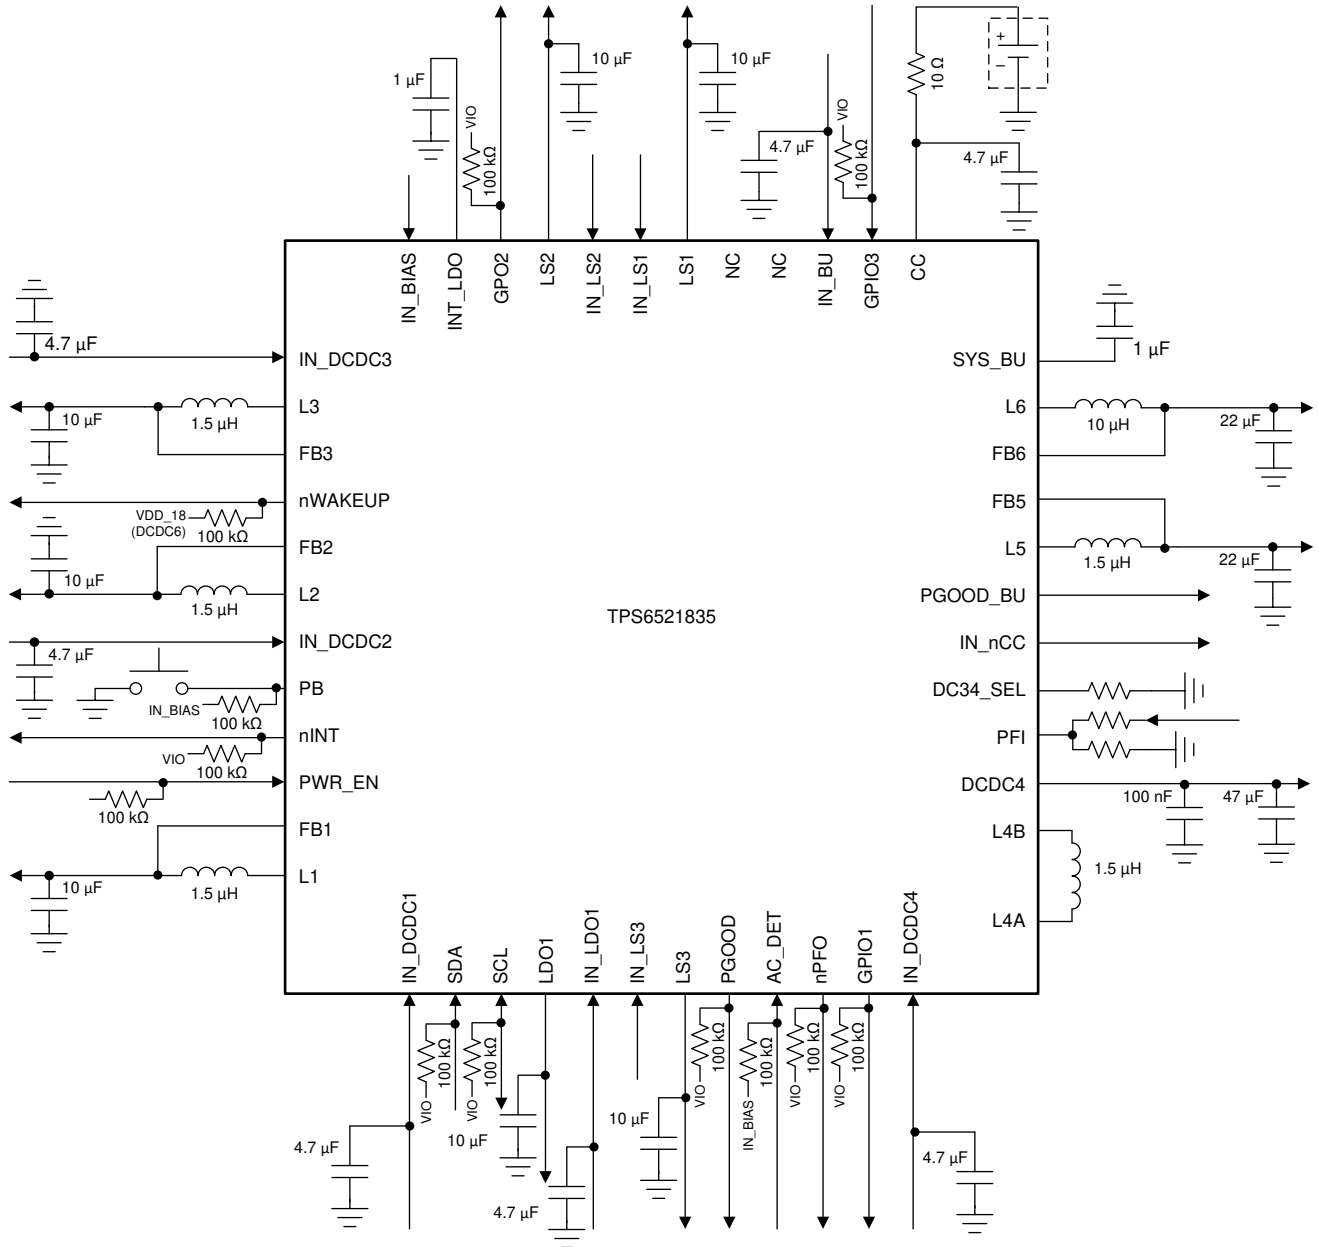 1 µF
VIO
100 kΩ
10 µF
10 µF
4.7 µF
VIO
100 kΩ
10 Ω
+
–
4.7 µF
IN_BIAS
INT_LDO
GPO2
LS2
IN_LS2
IN_LS1
LS1
NC
NC
IN_BU
GPIO3
CC
4.7 µF
IN_DCDC3
10 µF
1.5 µH
L3
FB3
nWAKEUP
VDD_18
(DCDC6)
100 kΩ
FB2
10 µF
1.5 µH
L2
IN_DCDC2
4.7 µF
PB
IN_BIAS
100 kΩ
nINT
VIO
100 kΩ
PWR_EN
100 kΩ
FB1
10 µF
1.5 µH
L1
TPS6521835
SYS_BU
1 µF
L6
10 µH
22 µF
FB6
FB5
L5
1.5 µH
22 µF
PGOOD_BU
IN_nCC
DC34_SEL
PFI
DCDC4
100 nF
47 µF
L4B
1.5 µH
L4A
IN_DCDC1
SDA
SCL
LDO1
IN_LDO1
IN_LS3
LS3
PGOOD
AC_DET
nPFO
GPIO1
IN_DCDC4
4.7 µF
100 kΩ
VIO
100 kΩ
VIO
10 µF
4.7 µF
10 µF
100 kΩ
VIO
100 kΩ
IN_BIAS
100 kΩ
VIO
100 kΩ
VIO
4.7 µF